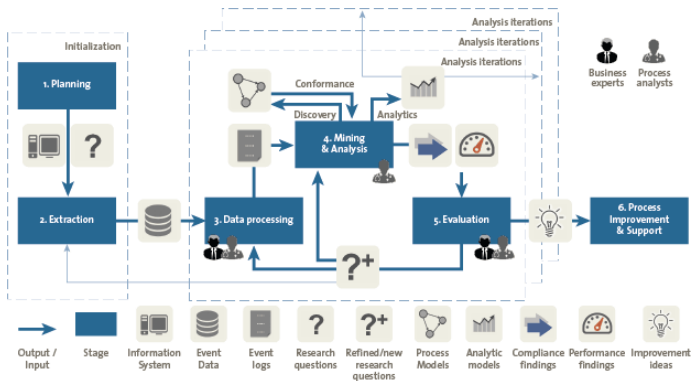 Analysis iterations
Analysis iterations
Analysis iterations
Initialization
1. Planning
Business
experts
Process
analysts
Conformance
Discovery
Analytics
4. Mining
& Analysis
?
2. Extraction
3. Data processing
5. Evaluation
6. Process
Improvement
& Support
?+
?
?+
Output /
Input
Stage
Information
System
Event
Data
Event
logs
Research
questions
Refined/new
research
questions
Process
Models
Analytic
models
Compliance
findings
Performance
findings
Improvement
ideas